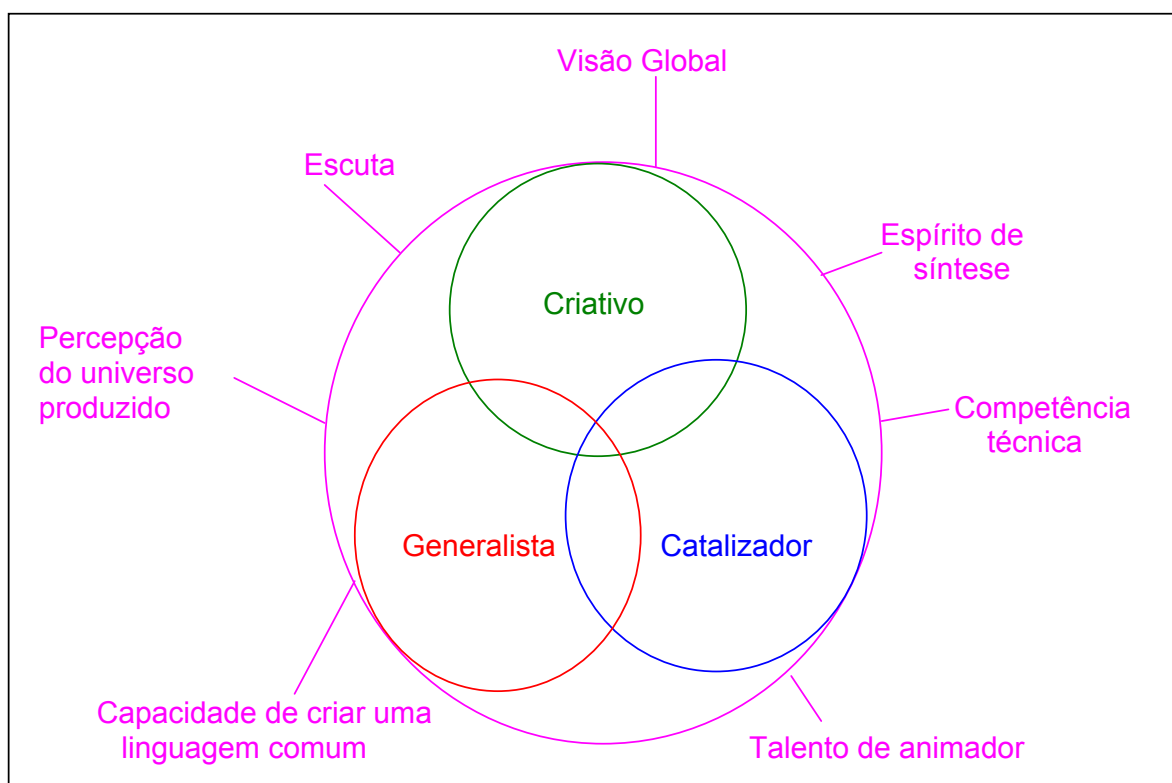 Visão Global
Escuta
Espírito de
síntese
Criativo
Percepção
do universo
produzido
Competência
técnica
Generalista
Catalizador
Capacidade de criar uma
linguagem comum
Talento de animador